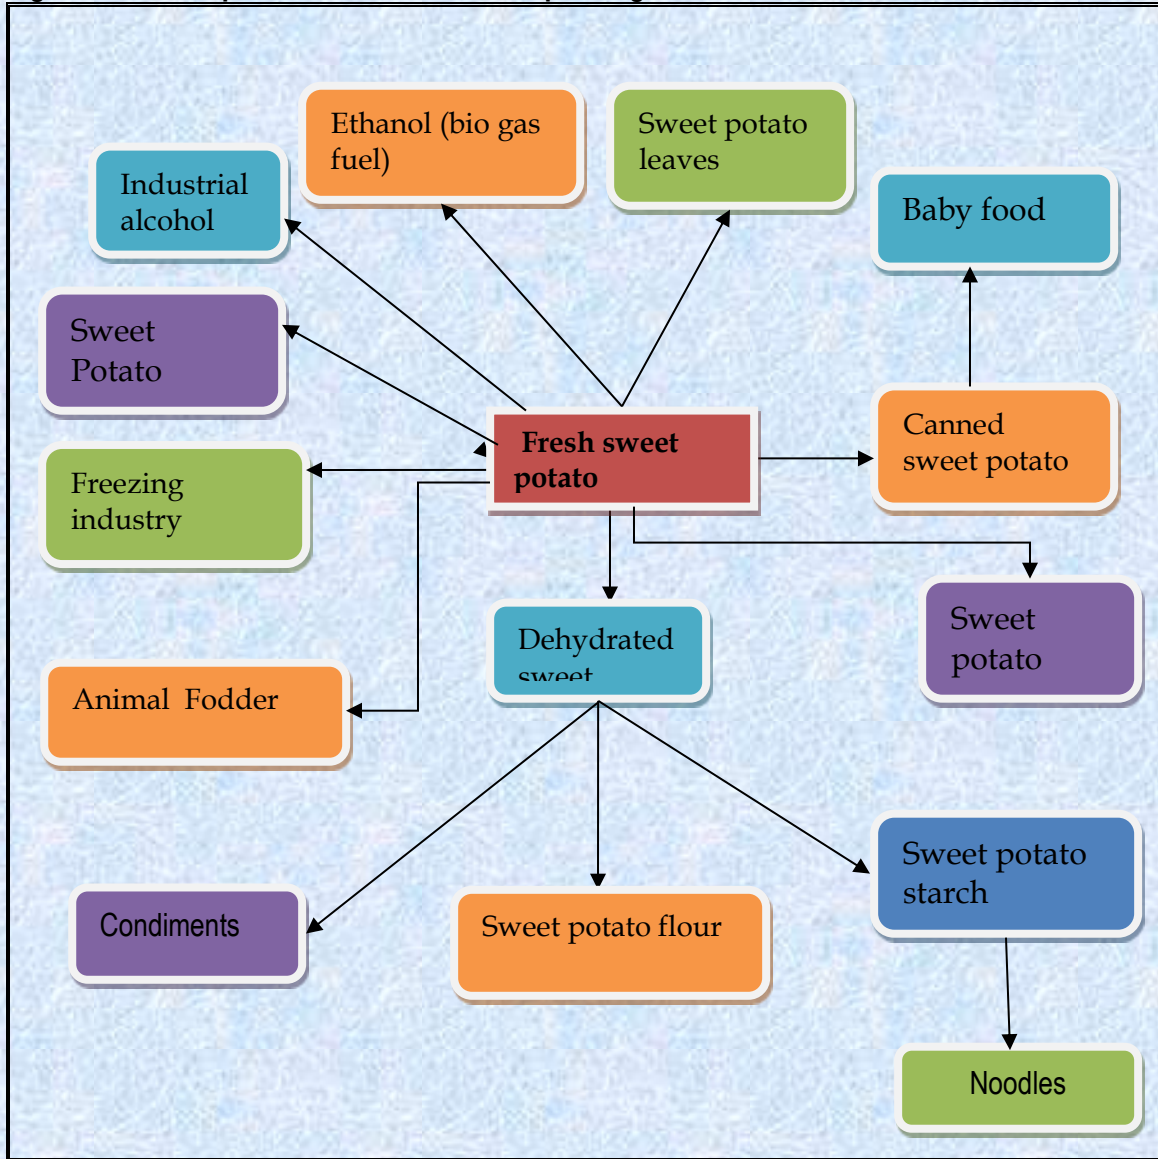 Ethanol (bio gas
fuel)
Sweet potato
leaves
Industrial
alcohol
Baby food
Sweet
Potato
Fresh sweet
potato
Canned
sweet potato
Freezing
industry
Sweet
potato
Dehydrated
sweet
Animal Fodder
Sweet potato
starch
Condiments
Sweet potato flour
Noodles